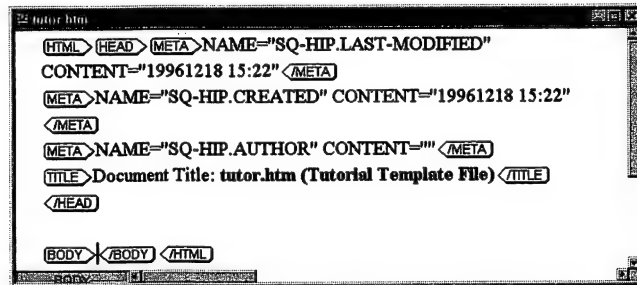 tutor.htm
HTML HEAD META NAME="SQ-HIP.LAST-MODIFIED"
CONTENT="19961218 15:22" /META
META NAME="SQ-HIP.CREATED" CONTENT="19961218 15:22"
/META
META NAME="SQ-HIP.AUTHOR" CONTENT="" /META
TITLE Document Title: tutor.htm (Tutorial Template File) /TITLE
/HEAD
BODY /BODY /HTML
BODY